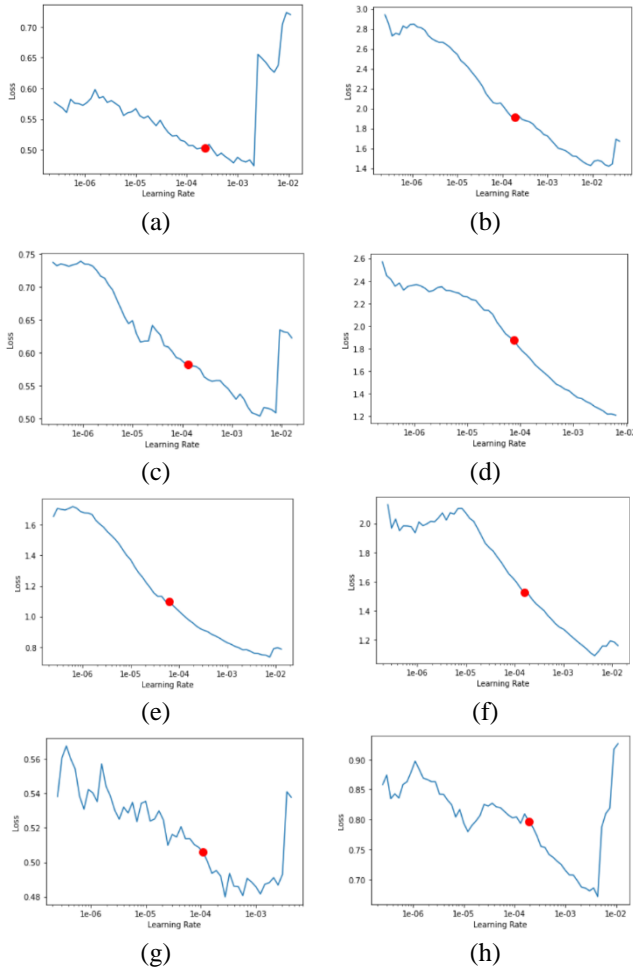 0.70
0.65
0.60
0.55
0.50
Loss
1e-06 1e-05 1e-04 1e-03 1e-02
Learning Rate
(a)
3.0
2.8
2.6
2.4
2.2
2.0
1.8
1.6
1.4
Loss
1e-06 1e-05 1e-04 1e-03 1e-02
Learning Rate
(b)
0.75
0.70
0.65
0.60
0.55
0.50
Loss
1e-06 1e-05 1e-04 1e-03 1e-02
Learning Rate
(c)
2.6
2.4
2.2
2.0
1.8
1.6
1.4
1.2
Loss
1e-06 1e-05 1e-04 1e-03 1e-02
Learning Rate
(d)
1.6
1.4
1.2
1.0
0.8
Loss
1e-06 1e-05 1e-04 1e-03 1e-02
Learning Rate
(e)
2.0
1.8
1.6
1.4
1.2
Loss
1e-06 1e-05 1e-04 1e-03 1e-02
Learning Rate
(f)
0.56
0.54
0.52
0.50
0.48
Loss
1e-06 1e-05 1e-04 1e-03
Learning Rate
(g)
0.90
0.85
0.80
0.75
0.70
Loss
1e-06 1e-05 1e-04 1e-03 1e-02
Learning Rate
(h)